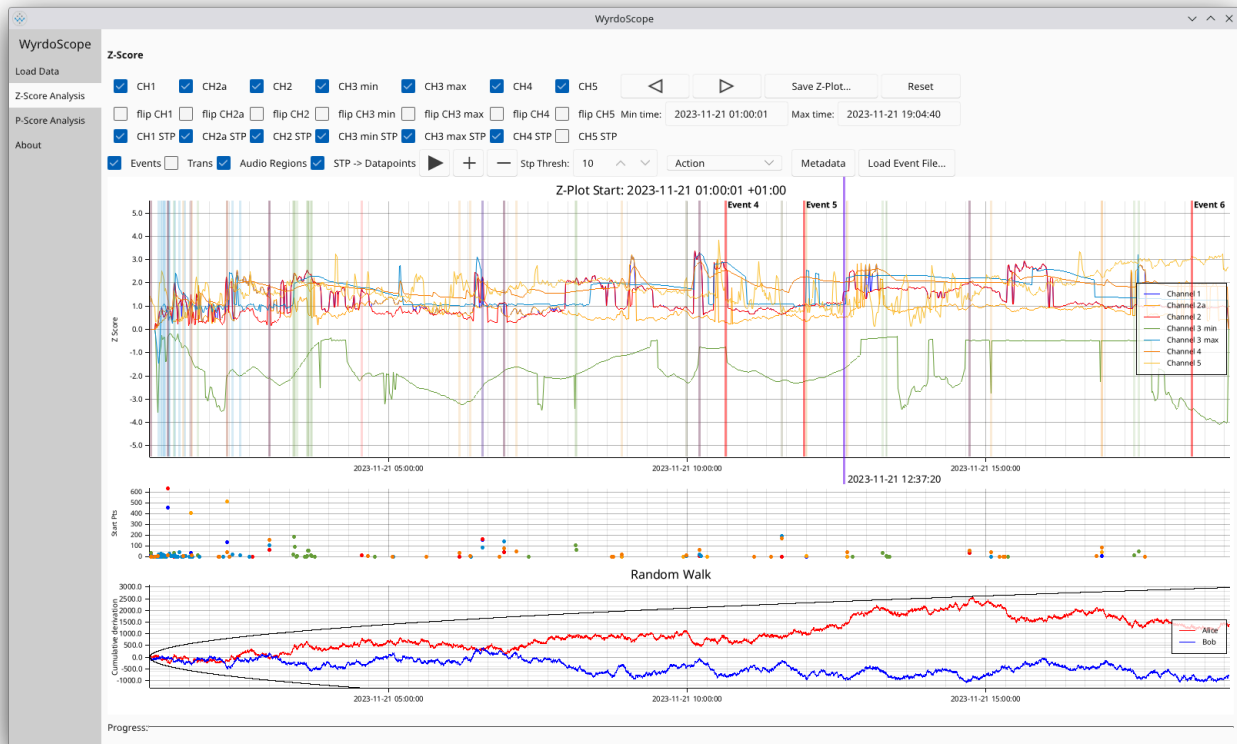 WyrdoScope
WyrdoScope
Load Data
Z-Score Analysis
P-Score Analysis
About
Z-Score
CH1 CH2a CH2 CH3 min CH3 max CH4 CH5 Save Z-Plot... Reset
flip CH1 flip CH2a flip CH2 flip CH3 min flip CH3 max flip CH4 flip CH5 Min time: 2023-11-21 01:00:01 Max time: 2023-11-21 19:04:40
CH1 STP CH2a STP CH2 STP CH3 min STP CH3 max STP CH4 STP CH5 STP
Events Trans Audio Regions STP -> Datapoints Stp Thresh: 10 Action Metadata Load Event File...
Z-Plot Start: 2023-11-21 01:00:01 +01:00
Event 4 Event 5 Event 6
5.0
4.0
3.0
2.0
1.0
0.0
-1.0
-2.0
-3.0
-4.0
-5.0
Z Score
Channel 1
Channel 2a
Channel 2
Channel 3 min
Channel 3 max
Channel 4
Channel 5
2023-11-21 05:00:00 2023-11-21 10:00:00 2023-11-21 15:00:00
2023-11-21 12:37:20
600
500
400
300
200
100
0
Start Pts
Random Walk
3000.0
2500.0
2000.0
1500.0
1000.0
500.0
0.0
-500.0
-1000.0
Cumulative derivation
Alice
Bob
2023-11-21 05:00:00 2023-11-21 10:00:00 2023-11-21 15:00:00
Progress: